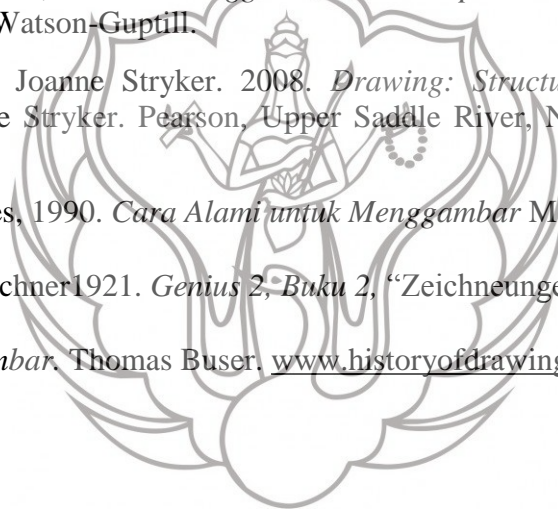 Watson-Guptill.
Joanne Stryker. 2008. Drawing: Structu
e Stryker. Pearson, Upper Saddle River, N
es, 1990. Cara Alami untuk Menggambar M
chner1921. Genius 2, Buku 2, “Zeichneunge
mbar. Thomas Buser. www.historyofdrawing